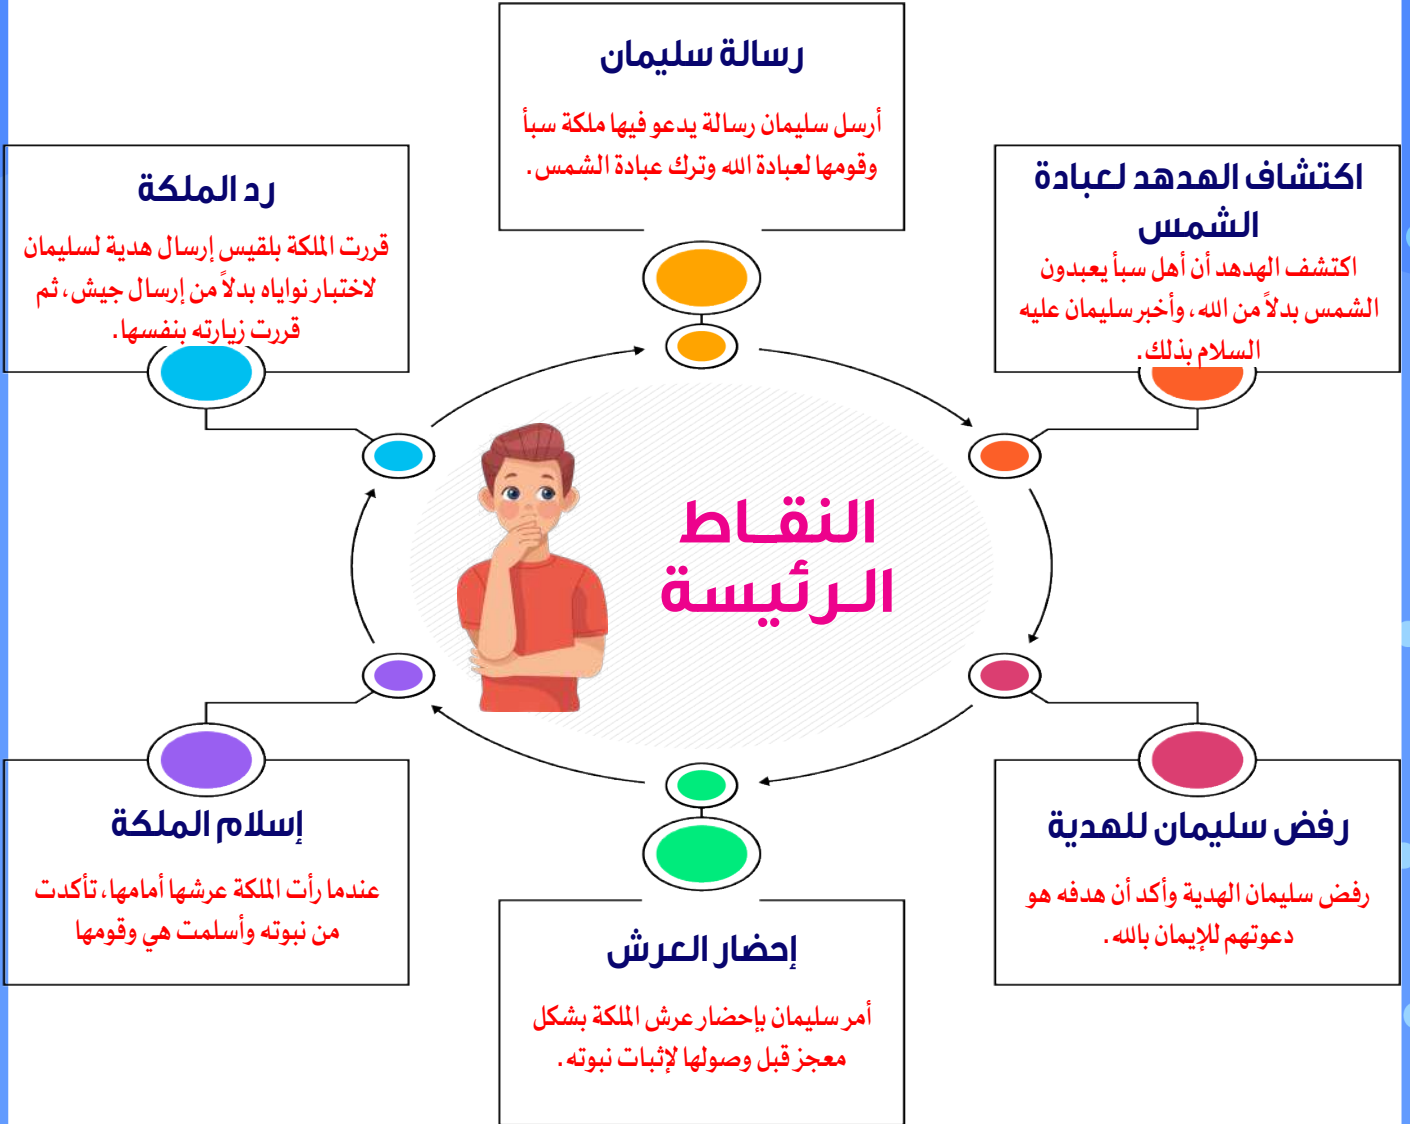 رسالة سليمان
أرسل سليمان رسالة يدعو فيها ملكة سبأ
وقومها لعبادة الله وترك عبادة الشمس.
اكتشاف الهدهد لعبادة
الشمس
اكتشف الهدهد أن أهل سبأ يعبدون
الشمس بدلاً من الله، وأخبر سليمان عليه
السلام بذلك.
رد الملكة
قررت الملكة بلقيس إرسال هدية لسليمان
لاختبار نواياه بدلاً من إرسال جيش، ثم
قررت زيارته بنفسها.
النقــاط
الـرئيسة
رفض سليمان للهدية
رفض سليمان الهدية وأكد أن هدفه هو
دعوتهم للإيمان بالله.
إسلام الملكة
عندما رأت الملكة عرشها أمامها، تأكدت
من نبوته وأسلمت هي وقومها
إحضار العرش
أمر سليمان بإحضار عرش الملكة بشكل
معجز قبل وصولها لإثبات نبوته.